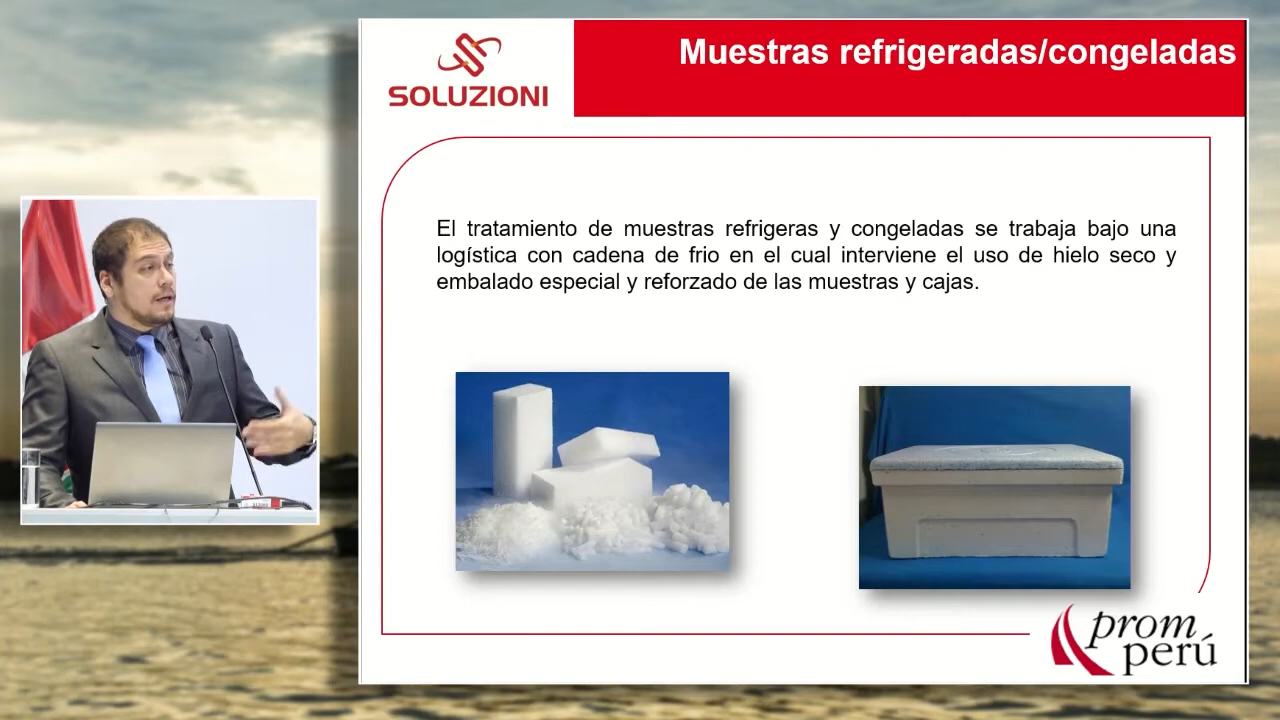 SOLUZIONI
Muestras refrigeradas/congeladas
El tratamiento de muestras refrigeras y congeladas se trabaja bajo una
logística con cadena de frio en el cual interviene el uso de hielo seco y
embalado especial y reforzado de las muestras y cajas.
prom
perú